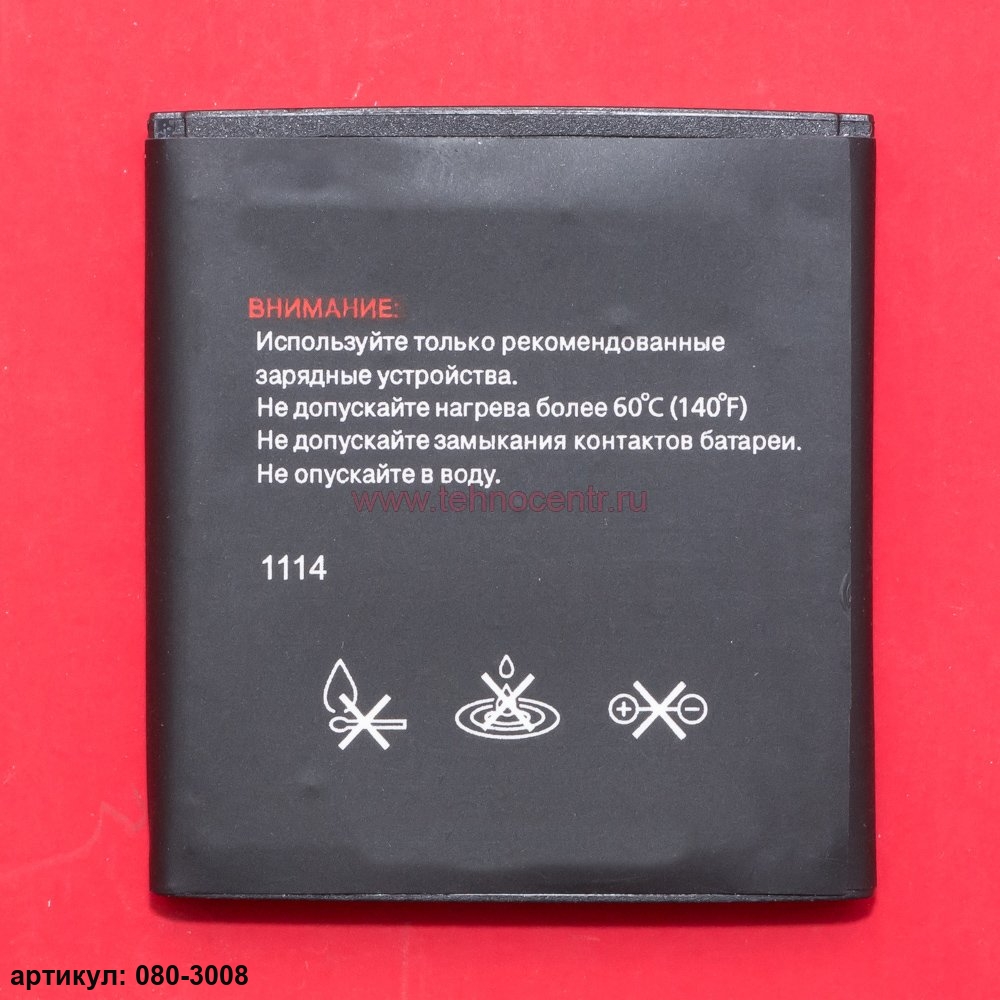 ВНИМАНИЕ:
Используйте только рекомендованные
зарядные устройства.
Не допускайте нагрева более 60°C (140°F)
Не допускайте замыкания контактов батареи.
Не опускайте в воду.
www.tehnocentr.ru
1114
артикул: 080-3008